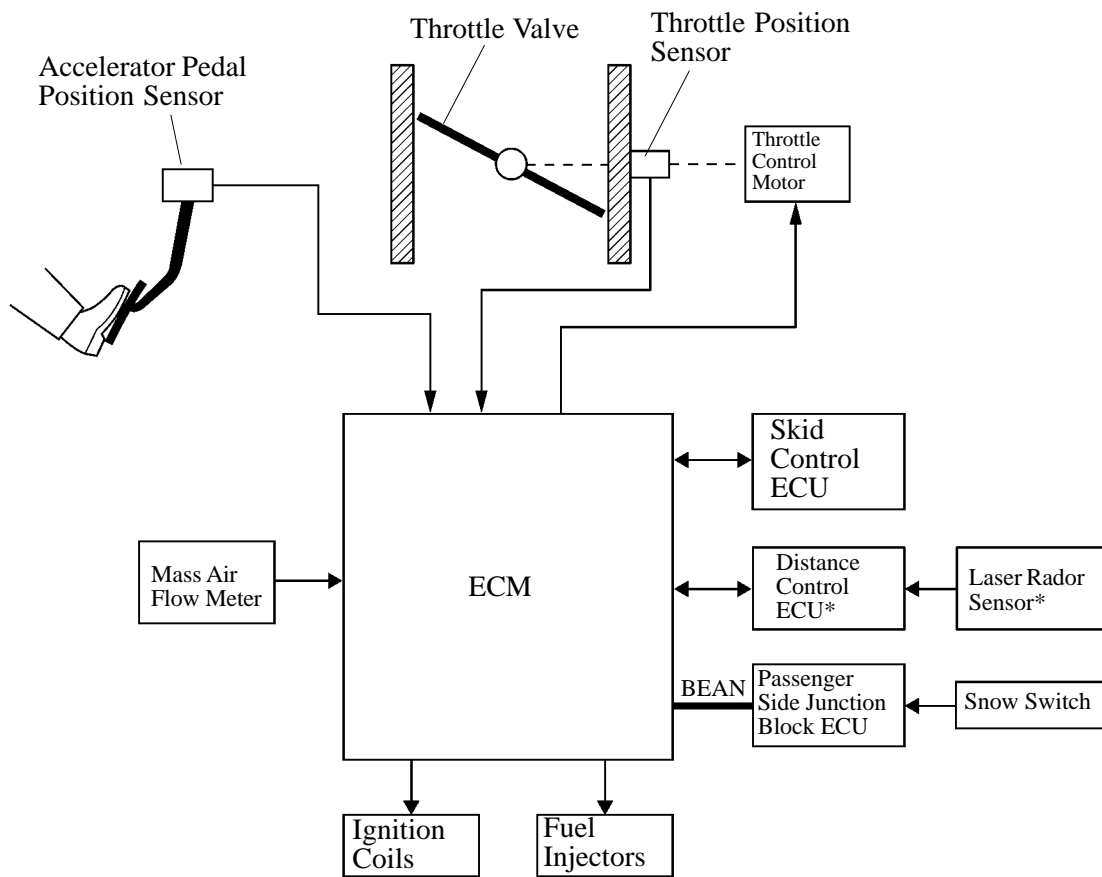 Throttle Valve
Throttle Position
Sensor
Accelerator Pedal
Position Sensor
Throttle
Control
Motor
Skid
Control
ECU
Mass Air
Flow Meter
ECM
Distance
Control
ECU*
Laser Rador
Sensor*
BEAN
Passenger
Side Junction
Block ECU
Snow Switch
Ignition
Coils
Fuel
Injectors